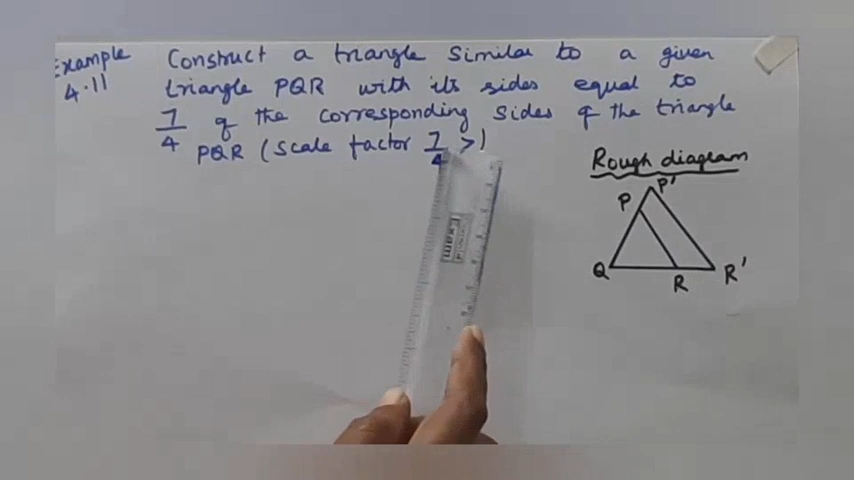 Example Construct a triangle similar to a given
4.11 triangle PQR with its sides equal to
7/4 of the corresponding sides of the triangle
PQR (Scale factor 7/4 >1
Rough diagram
P P'
Q R R'